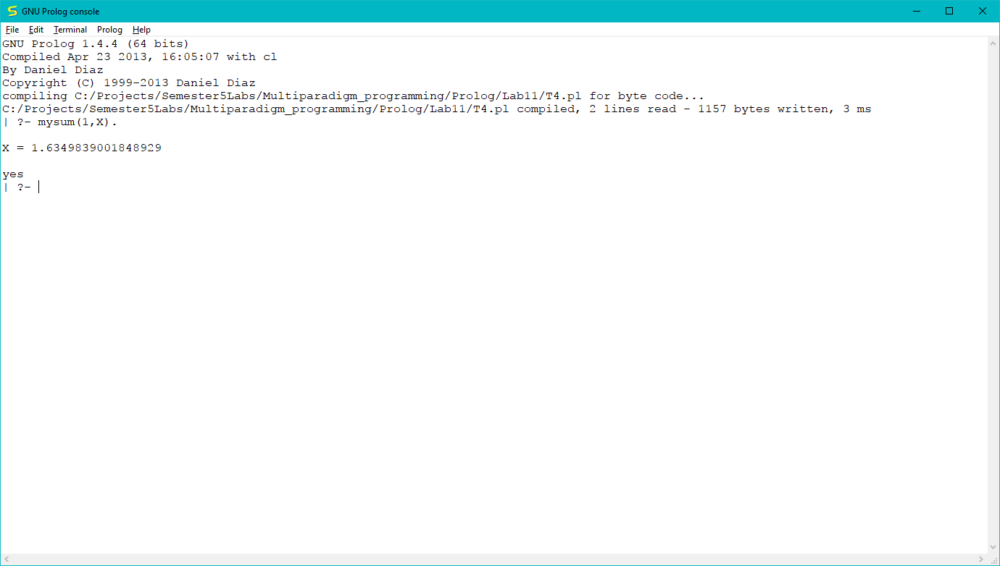 GNU Prolog console
File Edit Terminal Prolog Help
GNU Prolog 1.4.4 (64 bits)
Compiled Apr 23 2013, 16:05:07 with cl
By Daniel Diaz
Copyright (C) 1999-2013 Daniel Diaz
compiling C:/Projects/Semester5Labs/Multiparadigm_programming/Prolog/Lab11/T4.pl for byte code...
C:/Projects/Semester5Labs/Multiparadigm_programming/Prolog/Lab11/T4.pl compiled, 2 lines read - 1157 bytes written, 3 ms
| ?- mysum(1,X).
X = 1.6349839001848929
yes
| ?-